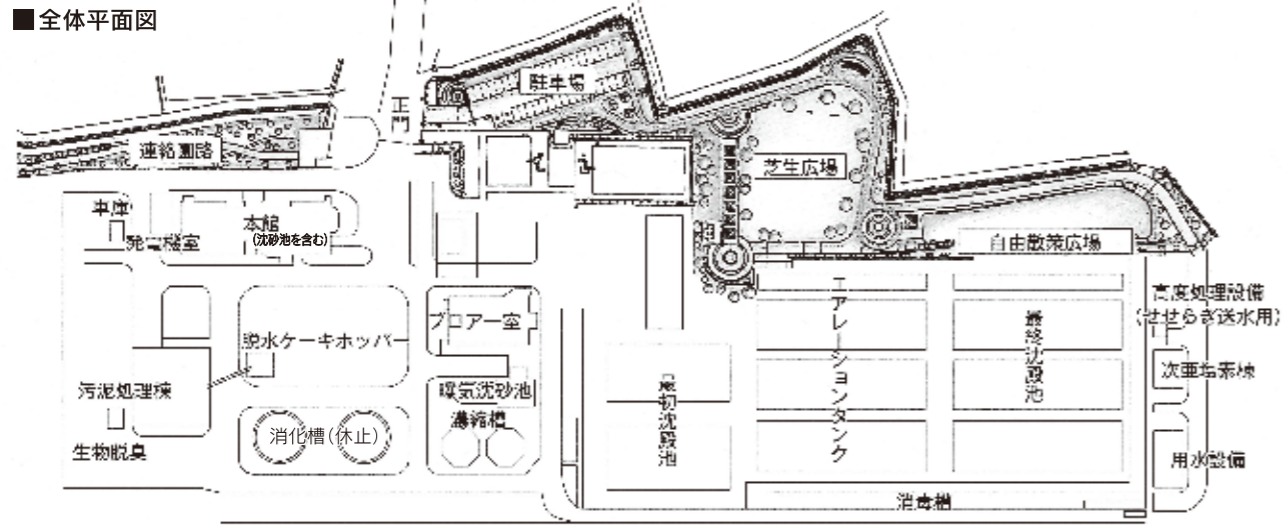 ■全体平面図
正門
駐車場
連絡園路
芝生広場
自由散策広場
車庫
発電機室
本館
(沈砂池を含む)
高度処理設備
(せせらぎ送水用)
ブロアー室
脱水ケーキホッパー
エアレーションタンク
最終沈殿池
最初沈殿池
次亜塩素棟
汚泥処理棟
曝気沈砂池
濃縮槽
消化槽(休止)
生物脱臭
用水設備
消毒槽